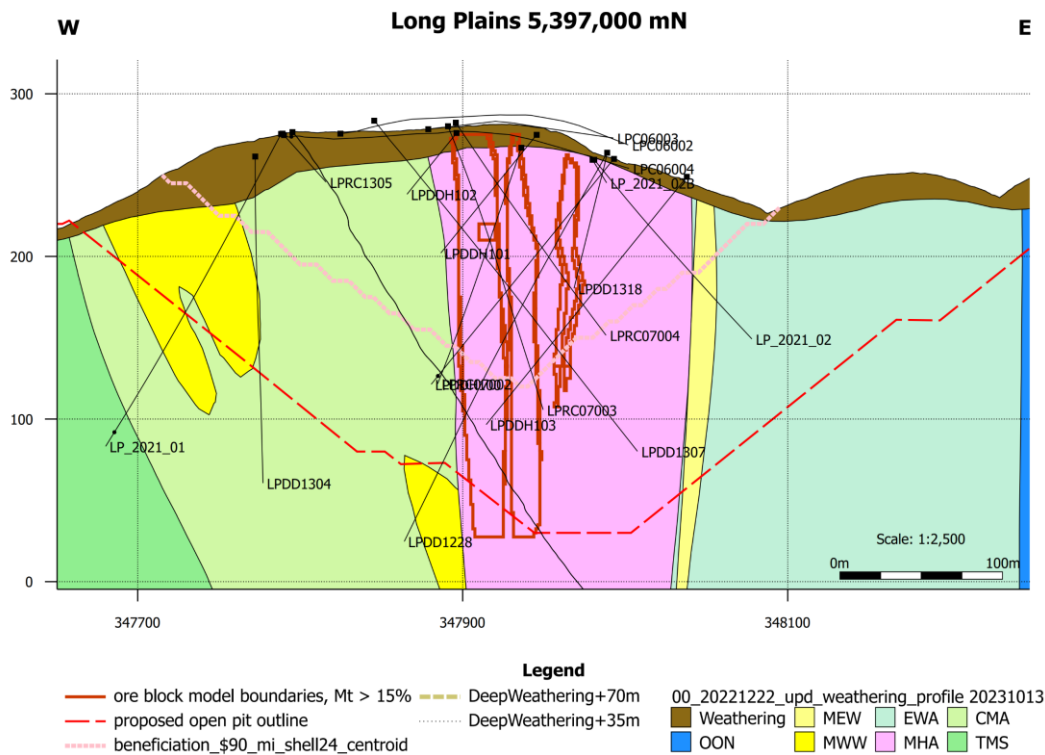 Long Plains 5,397,000 mN
W
E
300
LPC06003
LPC06002
LPC06004
LPRC1305
LP_2021_02B
LPDDH102
200
LPDDH101
LPDD1318
LPRC07004
LP_2021_02
LPRC07003
100
LPDDH103
LP_2021_01
LPDD1307
LPDD1304
LPDD1228
Scale: 1:2,500
0m
100m
0
347700
347900
348100
Legend
ore block model boundaries, Mt > 15%
DeepWeathering+70m
00_20221222_upd_weathering_profile 20231013
proposed open pit outline
DeepWeathering+35m
Weathering
MEW
EWA
CMA
beneficiation_$90_mi_shell24_centroid
OON
MWW
MHA
TMS